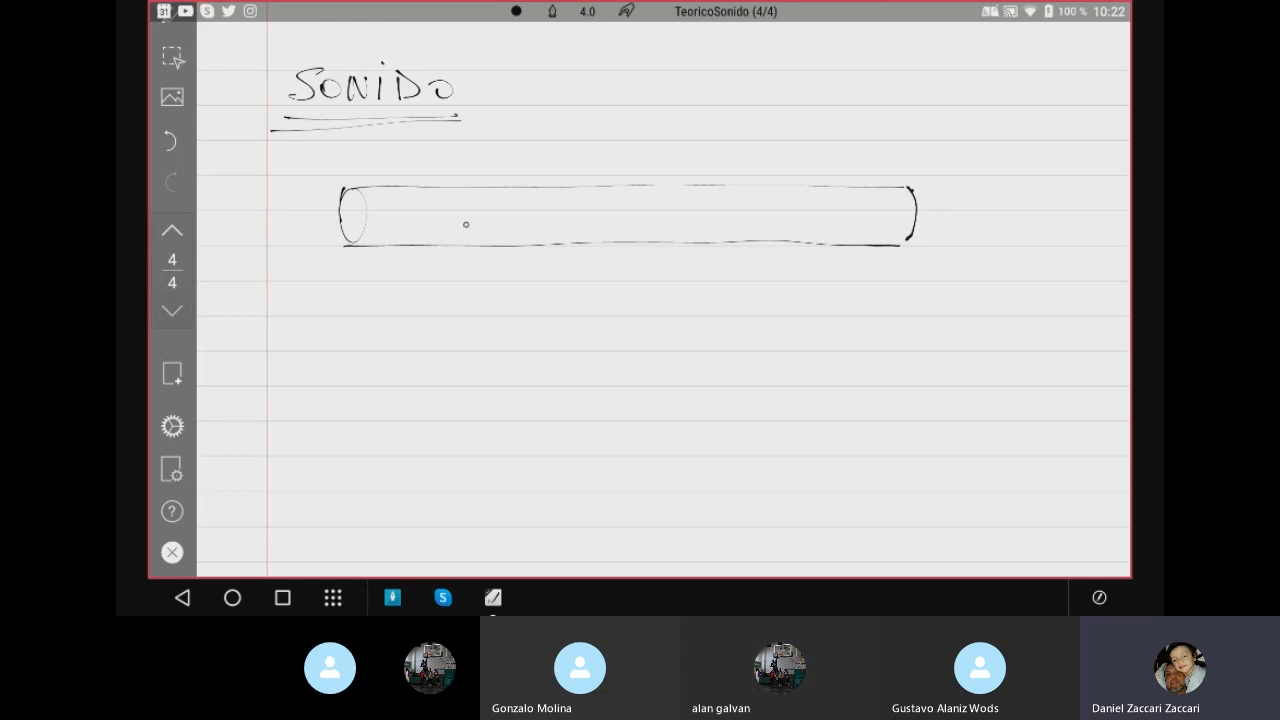 31 4.0 TeoricoSonido (4/4) 100 % 10:22
SONIDO
4
4
?
Gonzalo Molina alan galvan Gustavo Alaniz Wods Daniel Zaccari Zaccari